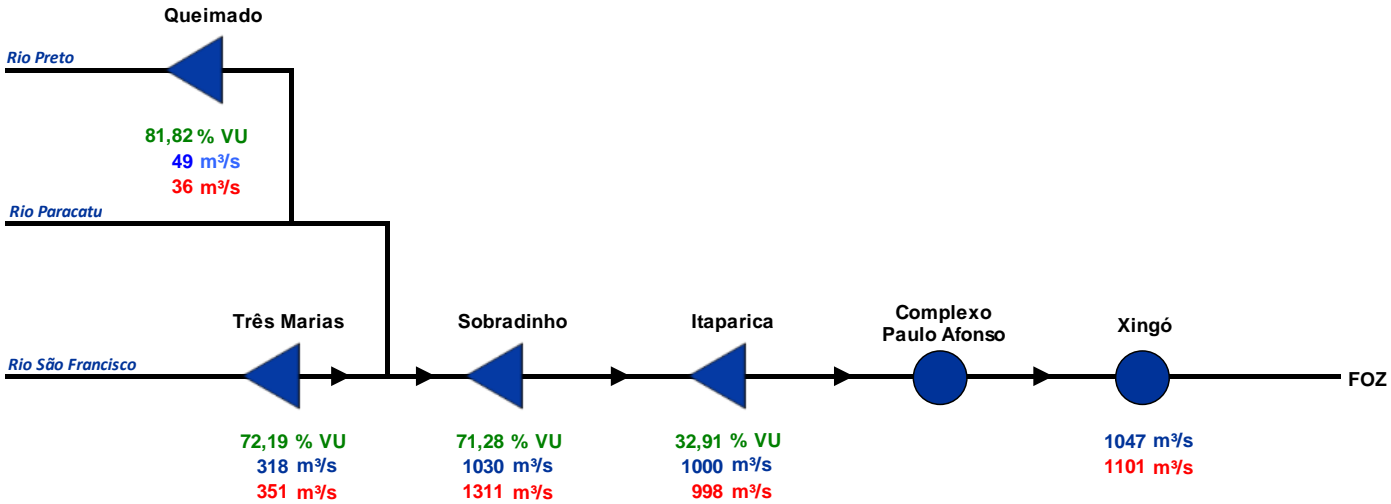 Queimado
Rio Preto
81,82 % VU
49 m³/s
36 m³/s
Rio Paracatu
Três Marias
Sobradinho
Itaparica
Complexo
Paulo Afonso
Xingó
Rio São Francisco
FOZ
72,19 % VU
318 m³/s
351 m³/s
71,28 % VU
1030 m³/s
1311 m³/s
32,91 % VU
1000 m³/s
998 m³/s
1047 m³/s
1101 m³/s